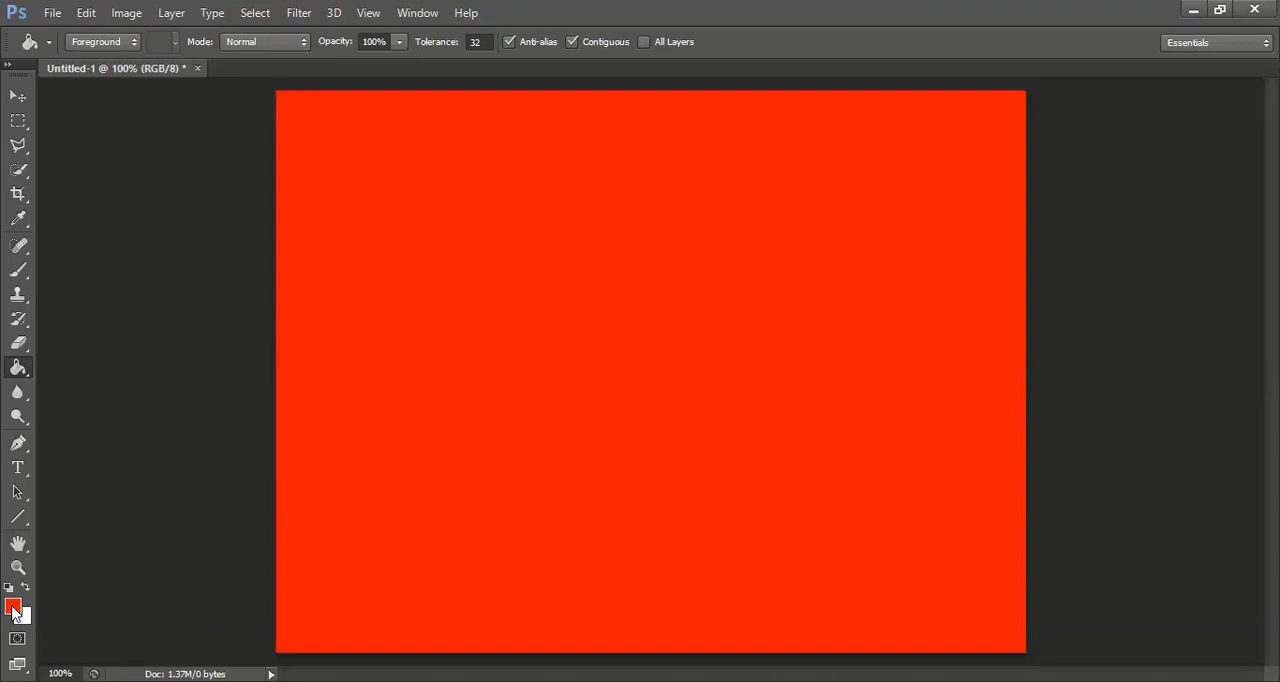 Ps File Edit Image Layer Type Select Filter 3D View Window Help
Foreground Mode: Normal Opacity: 100% Tolerance: 32 Anti-alias Contiguous All Layers Essentials
Untitled-1 @ 100% (RGB/8) * ×
T
100% Doc: 1.37M/0 bytes